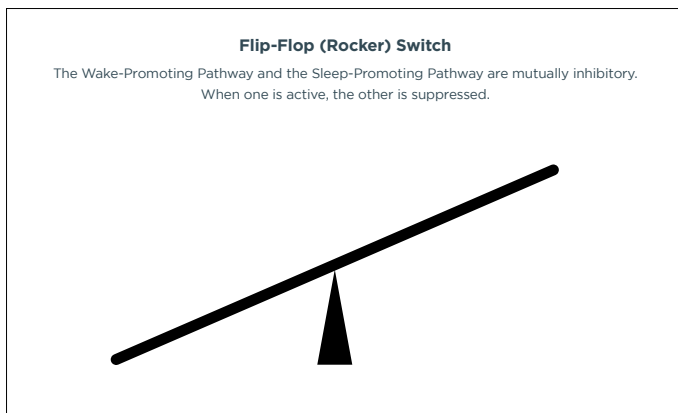 Flip-Flop (Rocker) Switch
The Wake-Promoting Pathway and the Sleep-Promoting Pathway are mutually inhibitory.
When one is active, the other is suppressed.